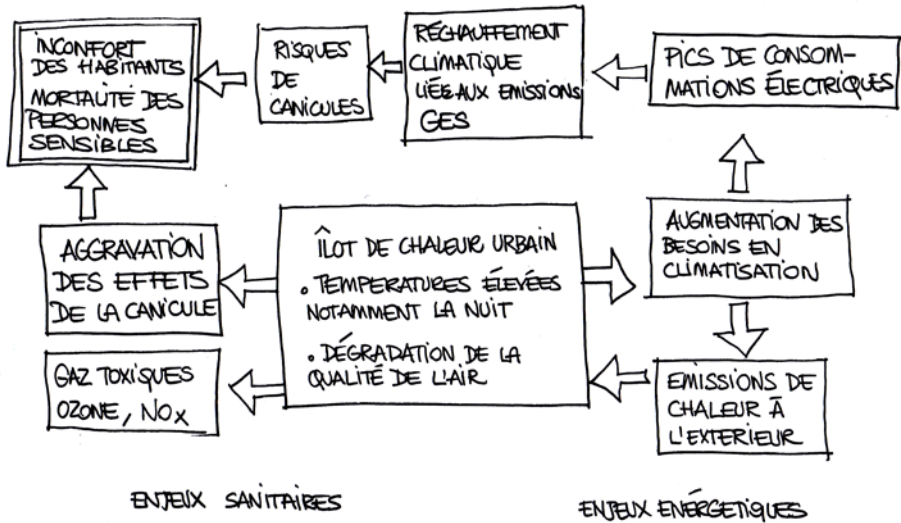 INCONFORT
DES HABITANTS
MORTALITÉ DES
PERSONNES
SENSIBLES
RISQUES
DE
CANICULES
RÉCHAUFFEMENT
CLIMATIQUE
LIÉE AUX EMISSIONS
GES
PICS DE CONSOM-
MATIONS ÉLECTRIQUES
AGGRAVATION
DES EFFETS
DE LA CANICULE
ÎLOT DE CHALEUR URBAIN
• TEMPERATURES ÉLEVÉES
NOTAMMENT LA NUIT
• DÉGRADATION DE LA
QUALITÉ DE L'AIR
AUGMENTATION DES
BESOINS EN
CLIMATISATION
GAZ TOXIQUES
OZONE, NOx
EMISSIONS DE
CHALEUR À
L'EXTERIEUR
ENJEUX SANITAIRES
ENJEUX ENÉRGETIQUES